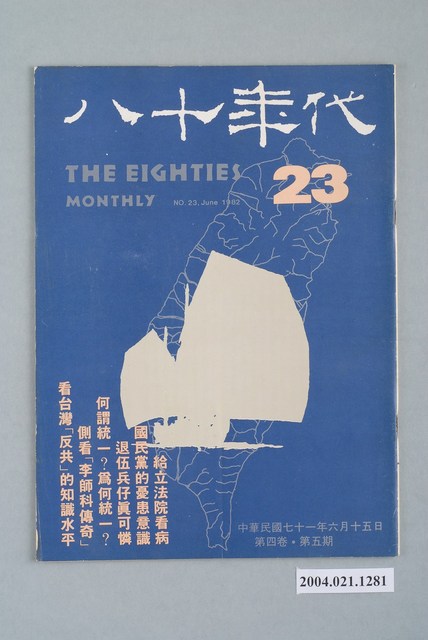 八十年代
THE EIGHTIES
MONTHLY
NO. 23, June 1982
23
給立法院看病
國民黨的憂患意識
退伍兵仔眞可憐
何謂統一？爲何統一？
側看「李師科傳奇」
看台灣「反共」的知識水平
中華民國七十一年六月十五日
第四卷・第五期
2004.021.1281